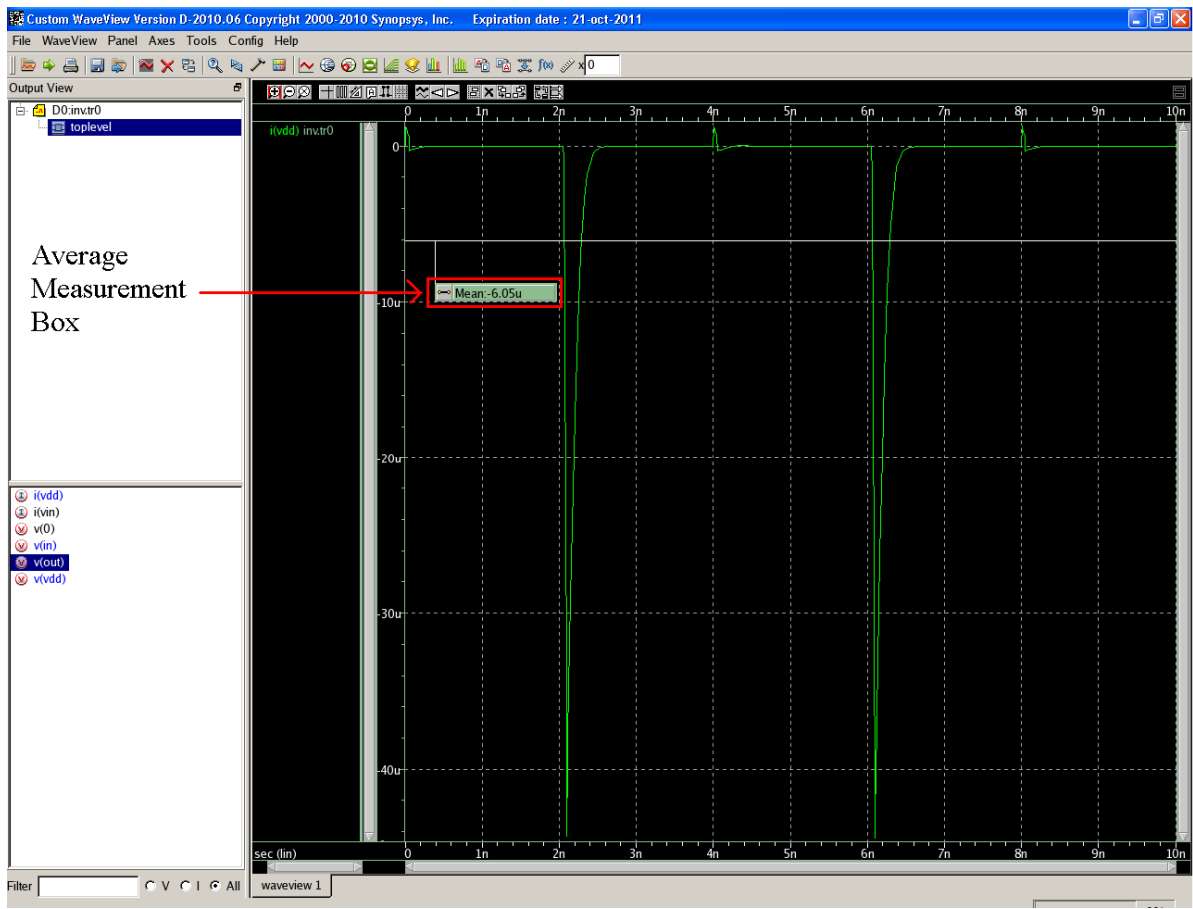 Custom WaveView Version D-2010.06 Copyright 2000-2010 Synopsys, Inc. Expiration date : 21-oct-2011
File WaveView Panel Axes Tools Config Help
x 0
Output View
D0:inv.tr0
toplevel
0 1n 2n 3n 4n 5n 6n 7n 8n 9n 10n
i(vdd) inv.tr0
0
Average
Measurement
Box
Mean:-6.05u
-10u
-20u
-30u
-40u
i(vdd)
i(vin)
v(0)
v(in)
v(out)
v(vdd)
sec (lin) 0 1n 2n 3n 4n 5n 6n 7n 8n 9n 10n
Filter V I All waveview 1